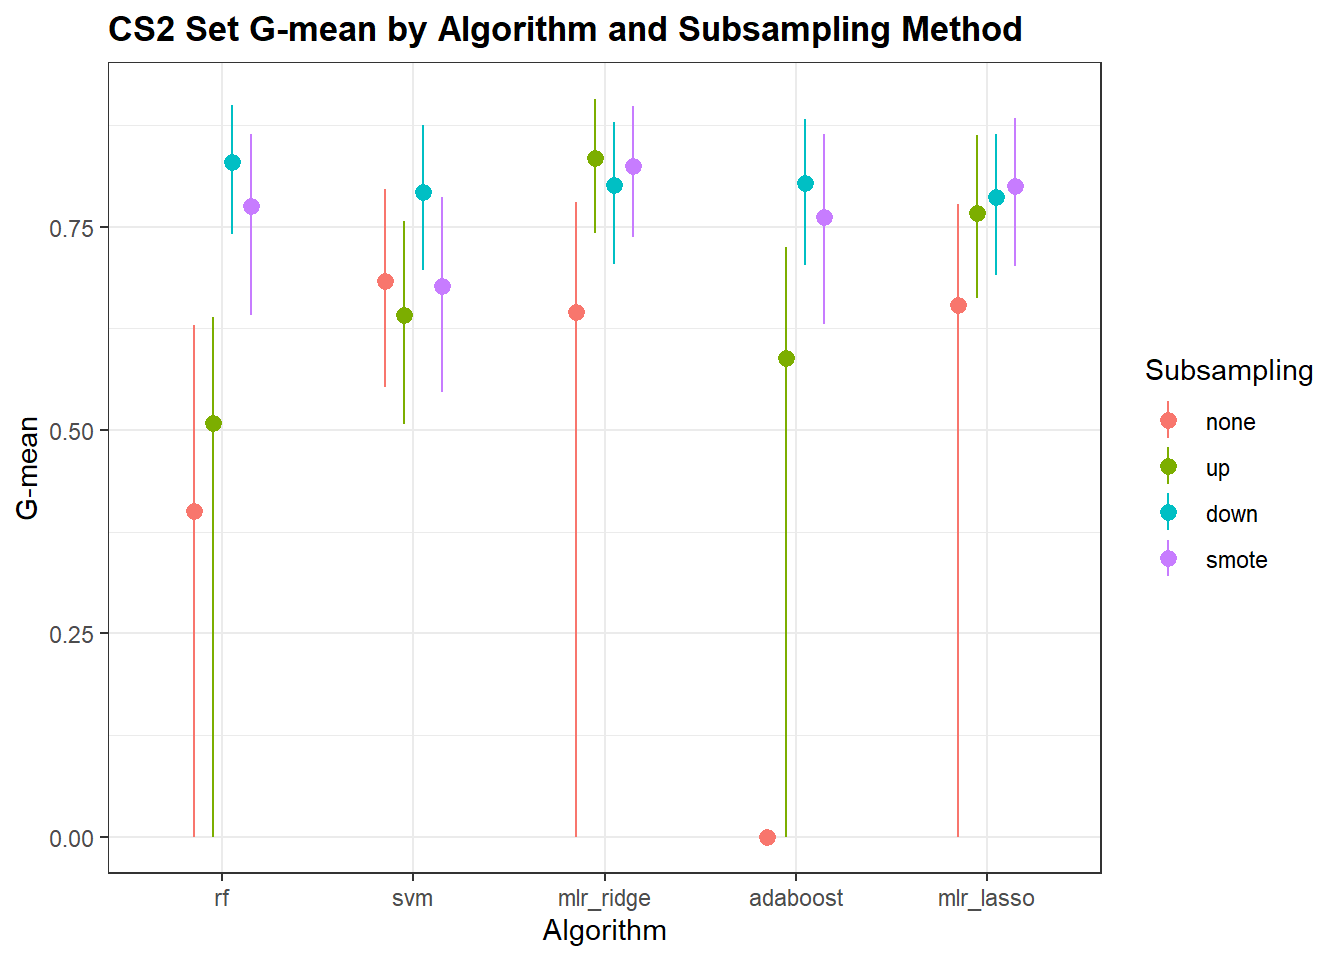 CS2 Set G-mean by Algorithm and Subsampling Method
G-mean
0.75
0.50
0.25
0.00
rf
svm
mlr_ridge
adaboost
mlr_lasso
Algorithm
Subsampling
none
up
down
smote